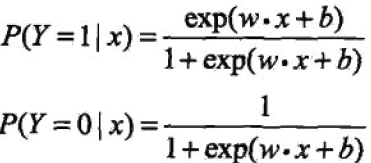 P(Y=1|x)= exp(w·x+b) / 1+exp(w·x+b)
P(Y=0|x)= 1 / 1+exp(w·x+b)